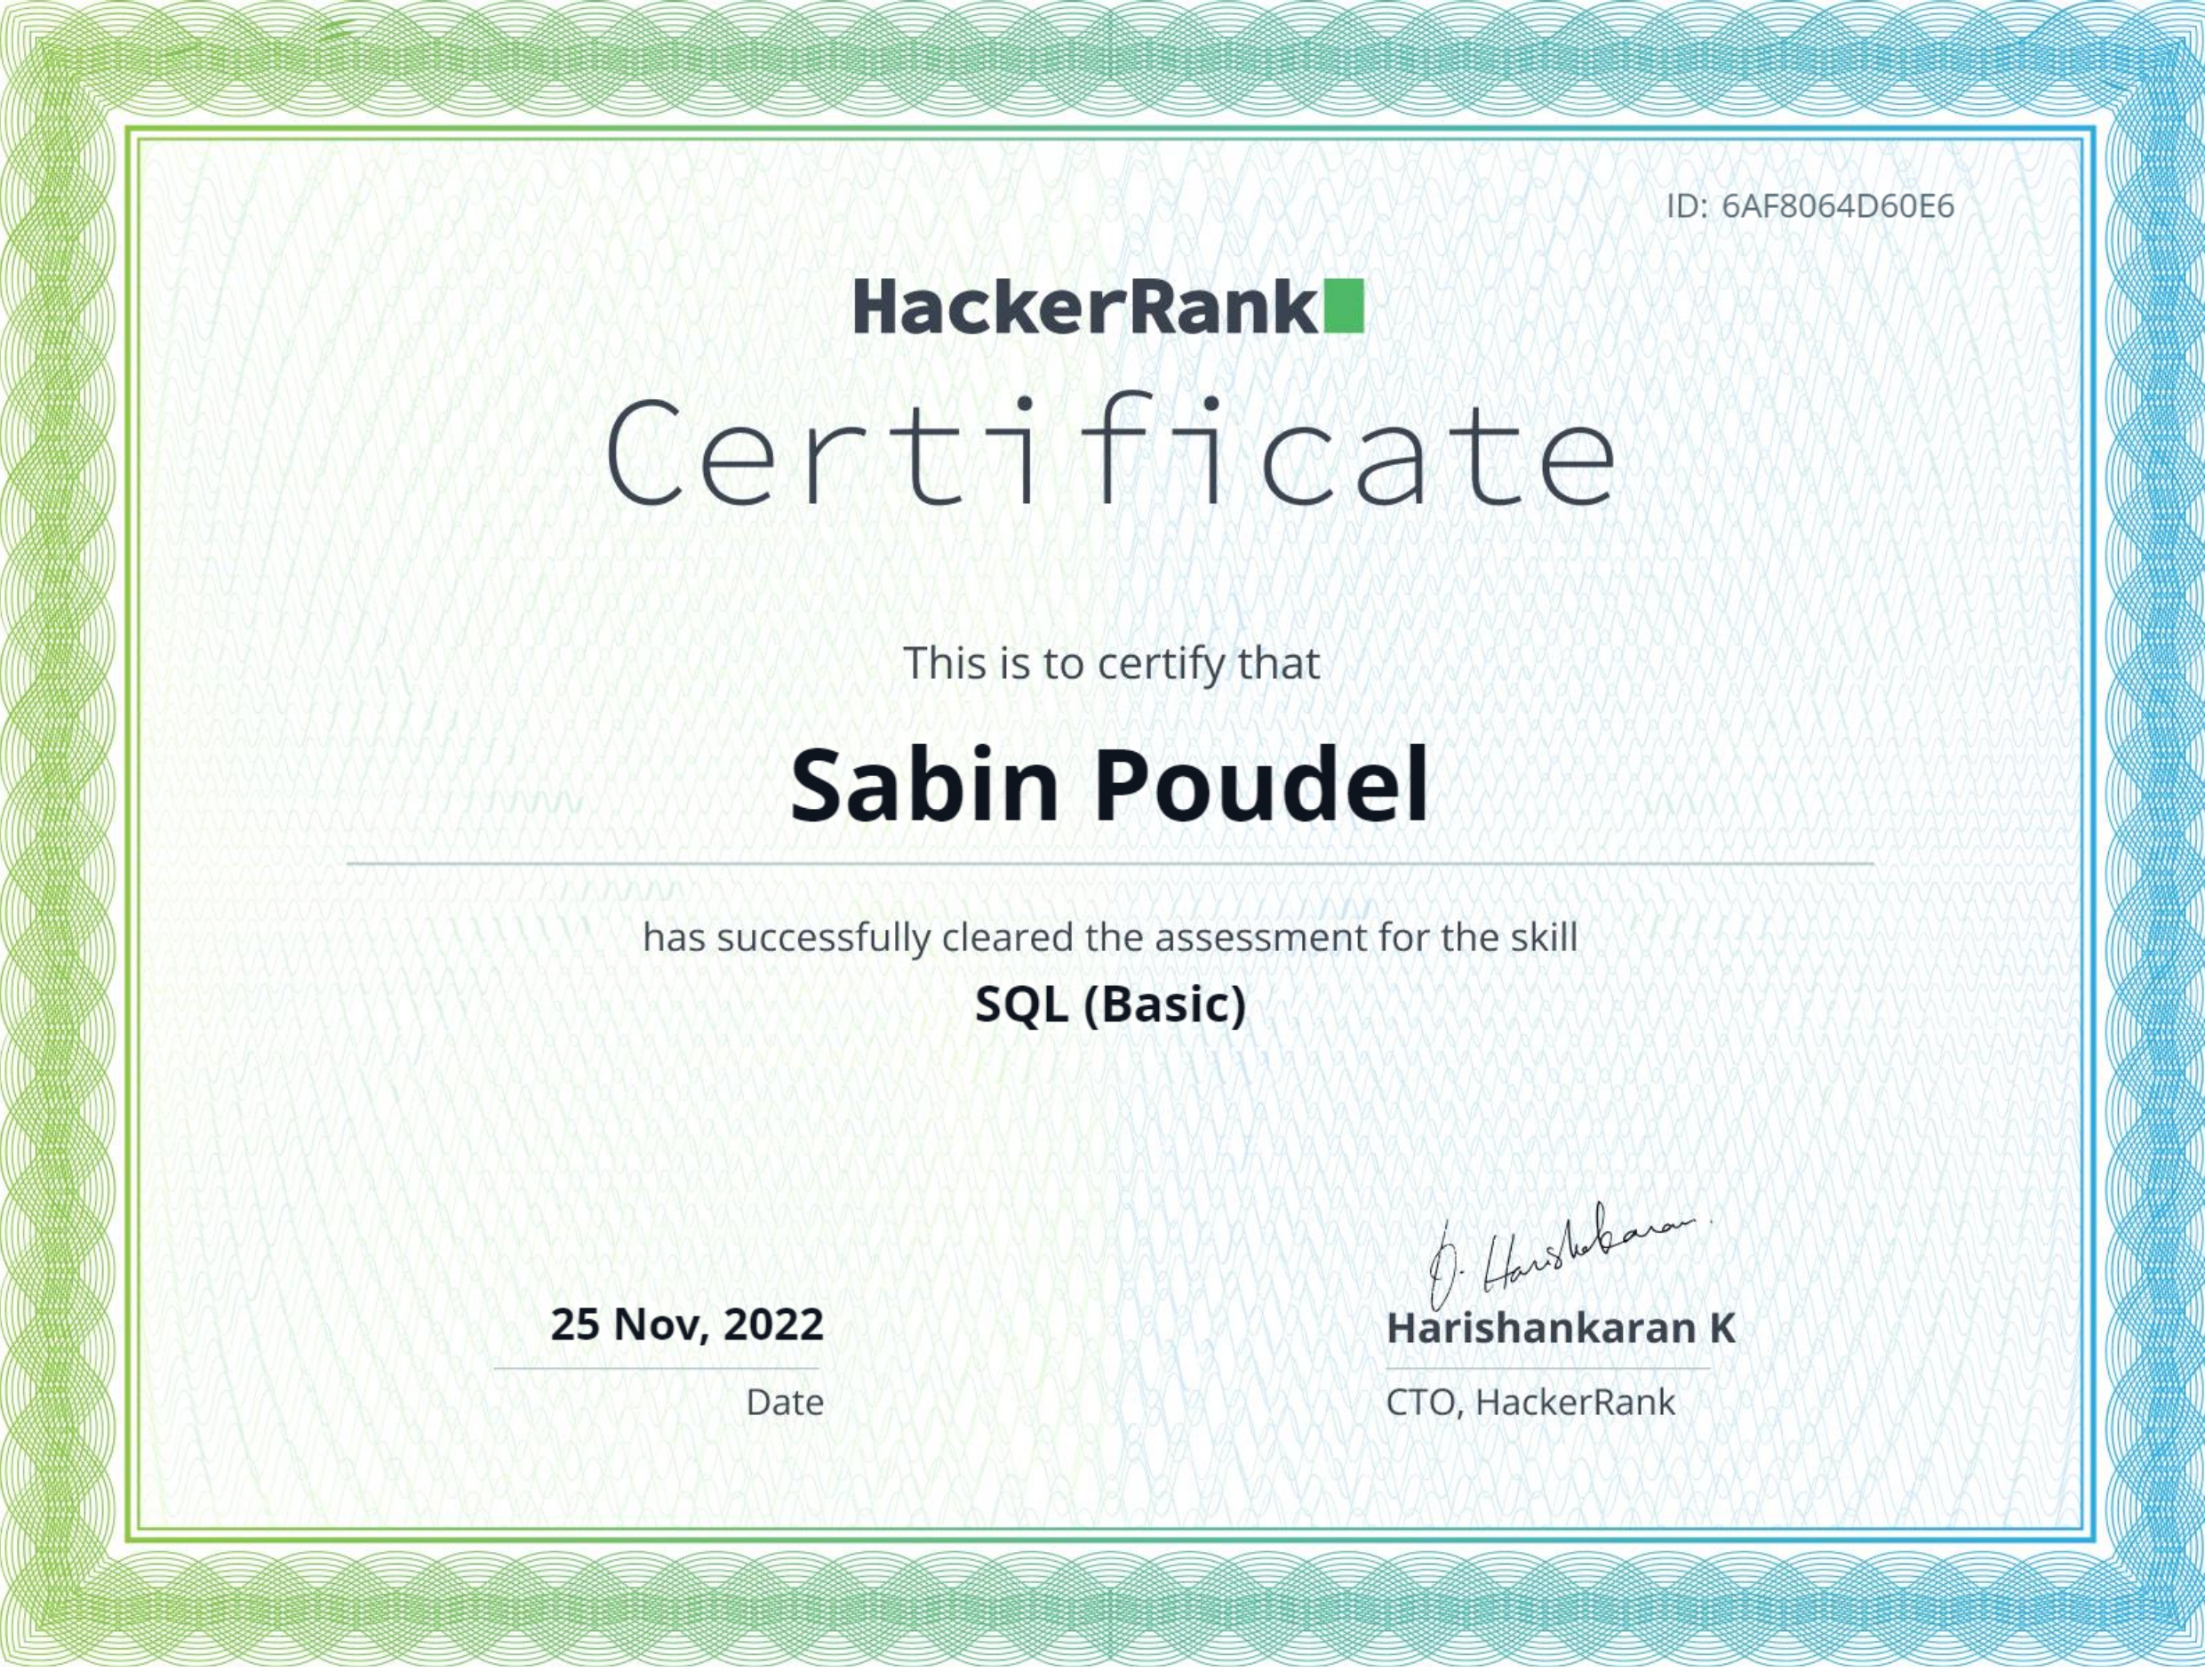 ID: 6AF8064D60E6
HackerRank
Certificate
This is to certify that
Sabin Poudel
has successfully cleared the assessment for the skill
SQL (Basic)
25 Nov, 2022
Date
Harishankaran K
CTO, HackerRank